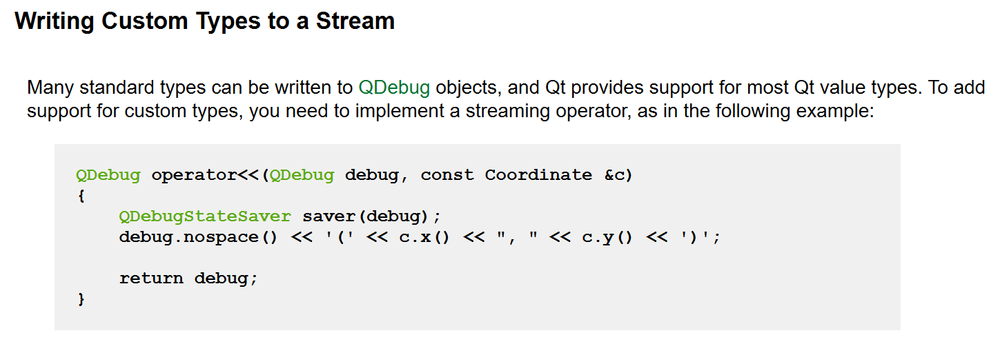 Writing Custom Types to a Stream
Many standard types can be written to QDebug objects, and Qt provides support for most Qt value types. To add
support for custom types, you need to implement a streaming operator, as in the following example:
QDebug operator<<(QDebug debug, const Coordinate &c)
{
    QDebugStateSaver saver(debug);
    debug.nospace() << '(' << c.x() << ", " << c.y() << ')';
    return debug;
}